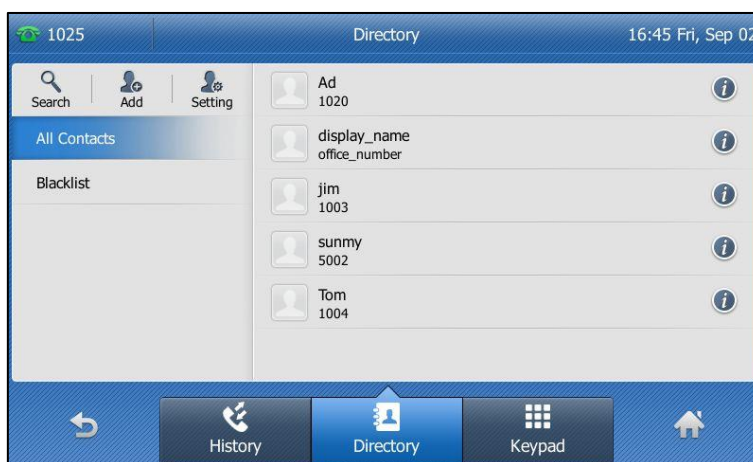 1025
Directory
16:45 Fri, Sep 02
Search
Add
Setting
All Contacts
Blacklist
Ad
1020
display_name
office_number
jim
1003
sunmy
5002
Tom
1004
History
Directory
Keypad